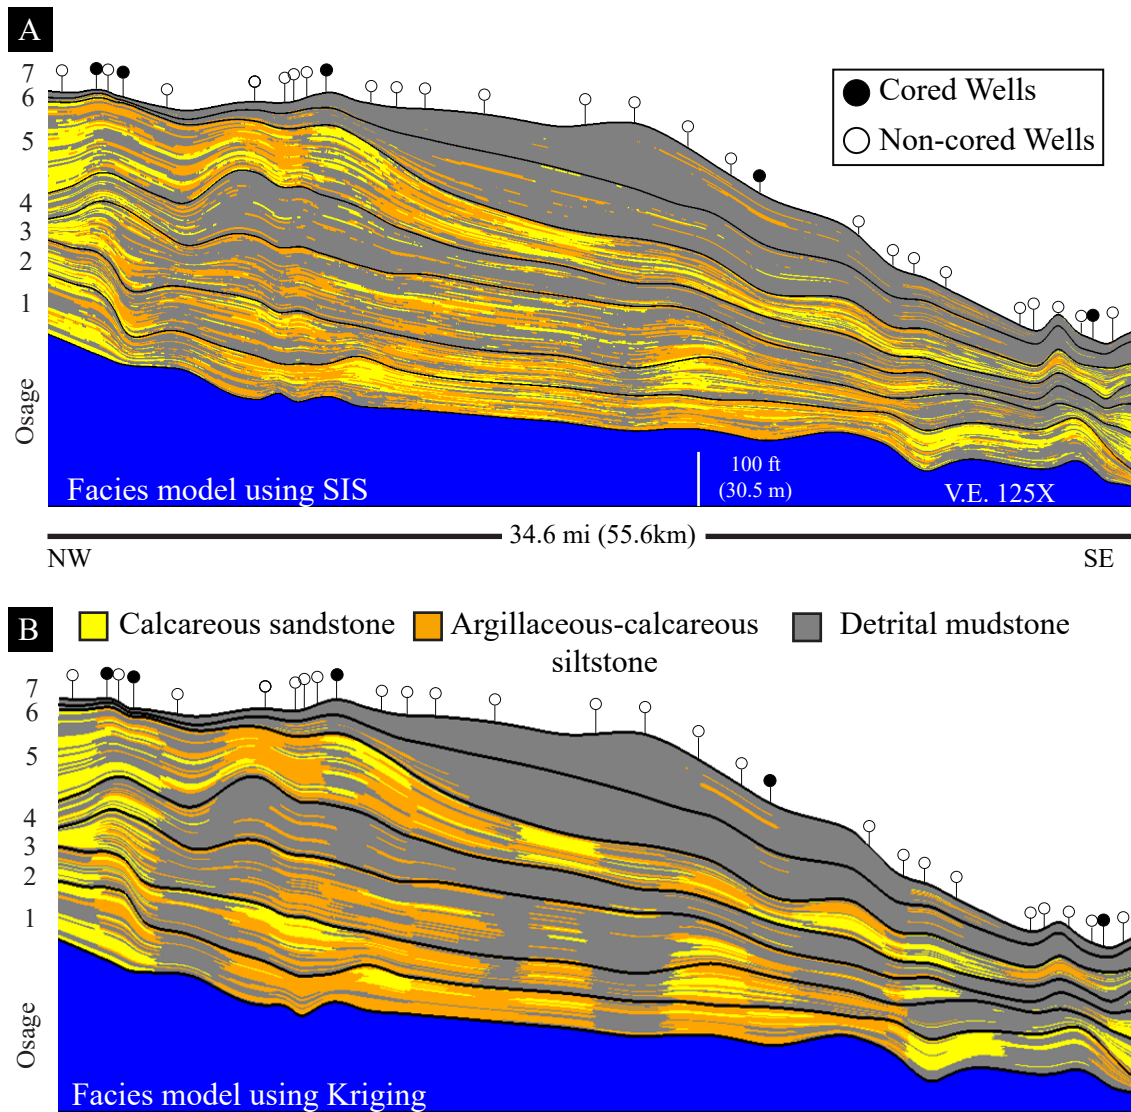 A
7
6
5
4
3
2
1
Osage
Cored Wells
Non-cored Wells
Facies model using SIS
100 ft
(30.5 m)
V.E. 125X
34.6 mi (55.6km)
NW
SE
B
Calcareous sandstone
Argillaceous-calcareous
siltstone
Detrital mudstone
7
6
5
4
3
2
1
Osage
Facies model using Kriging